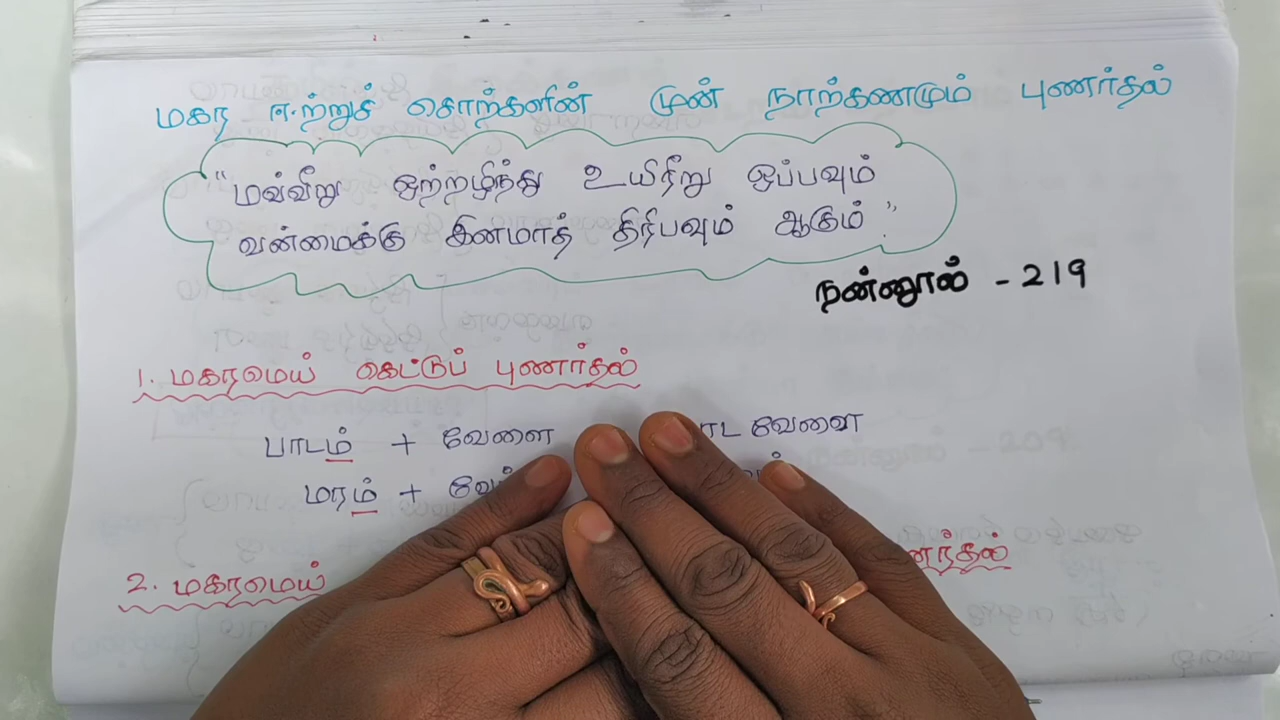 மகர ஈற்றுச் சொற்களின் முன் நாற்கணமும் புணர்தல்
"மவ்வீறு ஒற்றழிந்து உயிரீறு ஒப்பவும்
வன்மைக்கு இனமாத் திரிபவும் ஆகும்"
நன்னூல் - 219
1. மகரமெய் கெட்டுப் புணர்தல்
பாடம் + வேளை வேளை
மரம் +
2. மகரமெய்